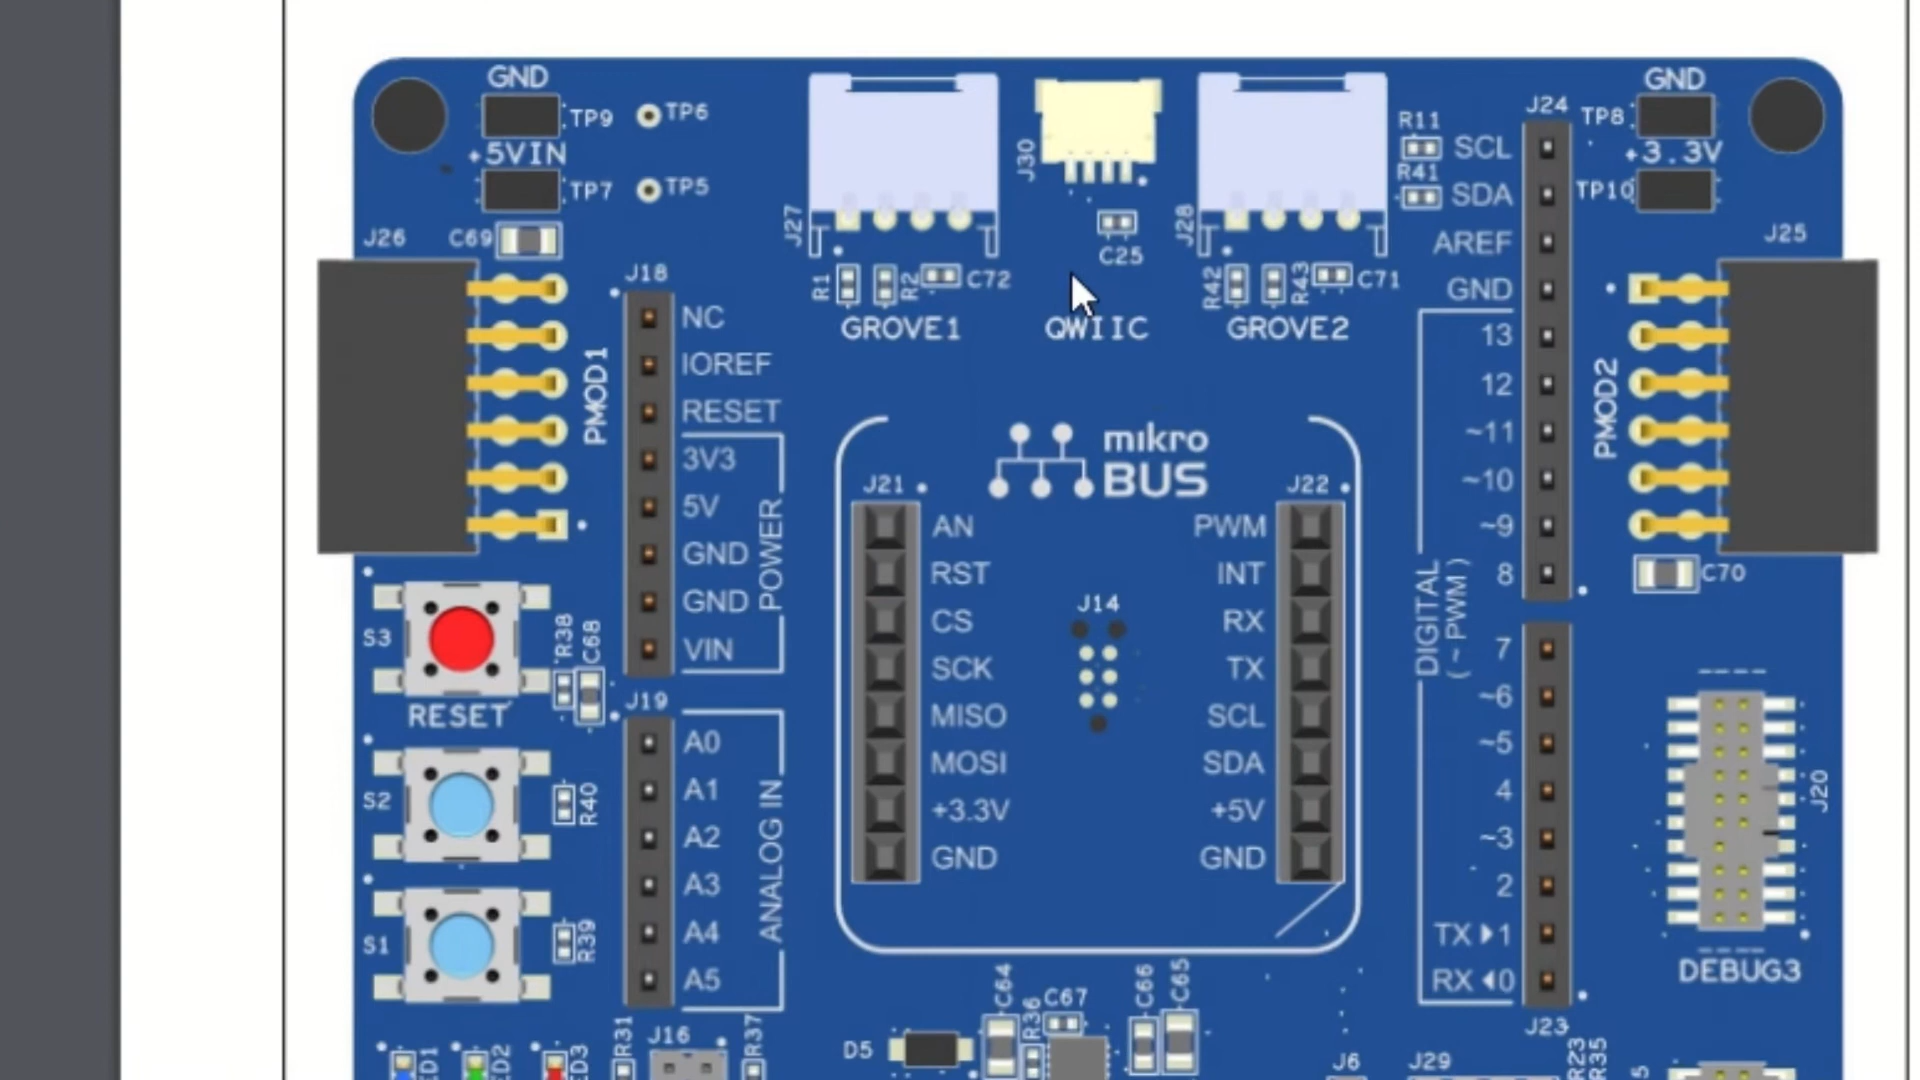 GND
TP9
TP6
+5VIN
TP7
TP5
J26
C69
J27
R1
R2
C72
GROVE1
J30
C25
QWIIC
J28
R42
R43
C71
GROVE2
R11
R41
J24
SCL
SDA
AREF
GND
13
12
~11
~10
~9
8
GND
TP8
+3.3V
TP10
J25
PMOD2
C70
J18
NC
IOREF
RESET
3V3
5V
GND
GND
VIN
POWER
PMOD1
mikro
BUS
J21
AN
RST
CS
SCK
MISO
MOSI
+3.3V
GND
J22
PWM
INT
RX
TX
SCL
SDA
+5V
GND
J14
DIGITAL
( ~ PWM )
7
~6
~5
4
~3
2
TX 1
RX 0
J23
J20
DEBUG3
S3
R38
C68
RESET
S2
R40
S1
R39
J19
A0
A1
A2
A3
A4
A5
ANALOG IN
R31
J16
R37
D5
C64
R36
C67
C66
C65
J6
J29
R23
R35
ED1
ED2
ED3